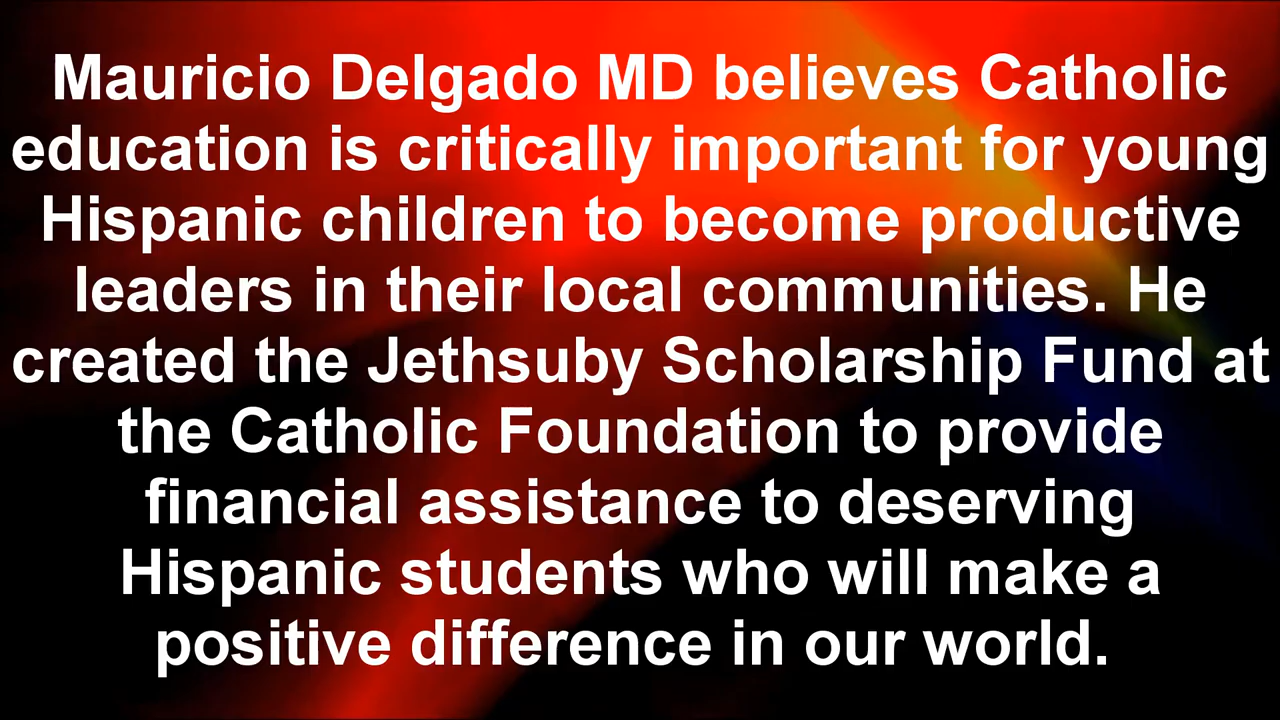 Mauricio Delgado MD believes Catholic
education is critically important for young
Hispanic children to become productive
leaders in their local communities. He
created the Jethsuby Scholarship Fund at
the Catholic Foundation to provide
financial assistance to deserving
Hispanic students who will make a
positive difference in our world.